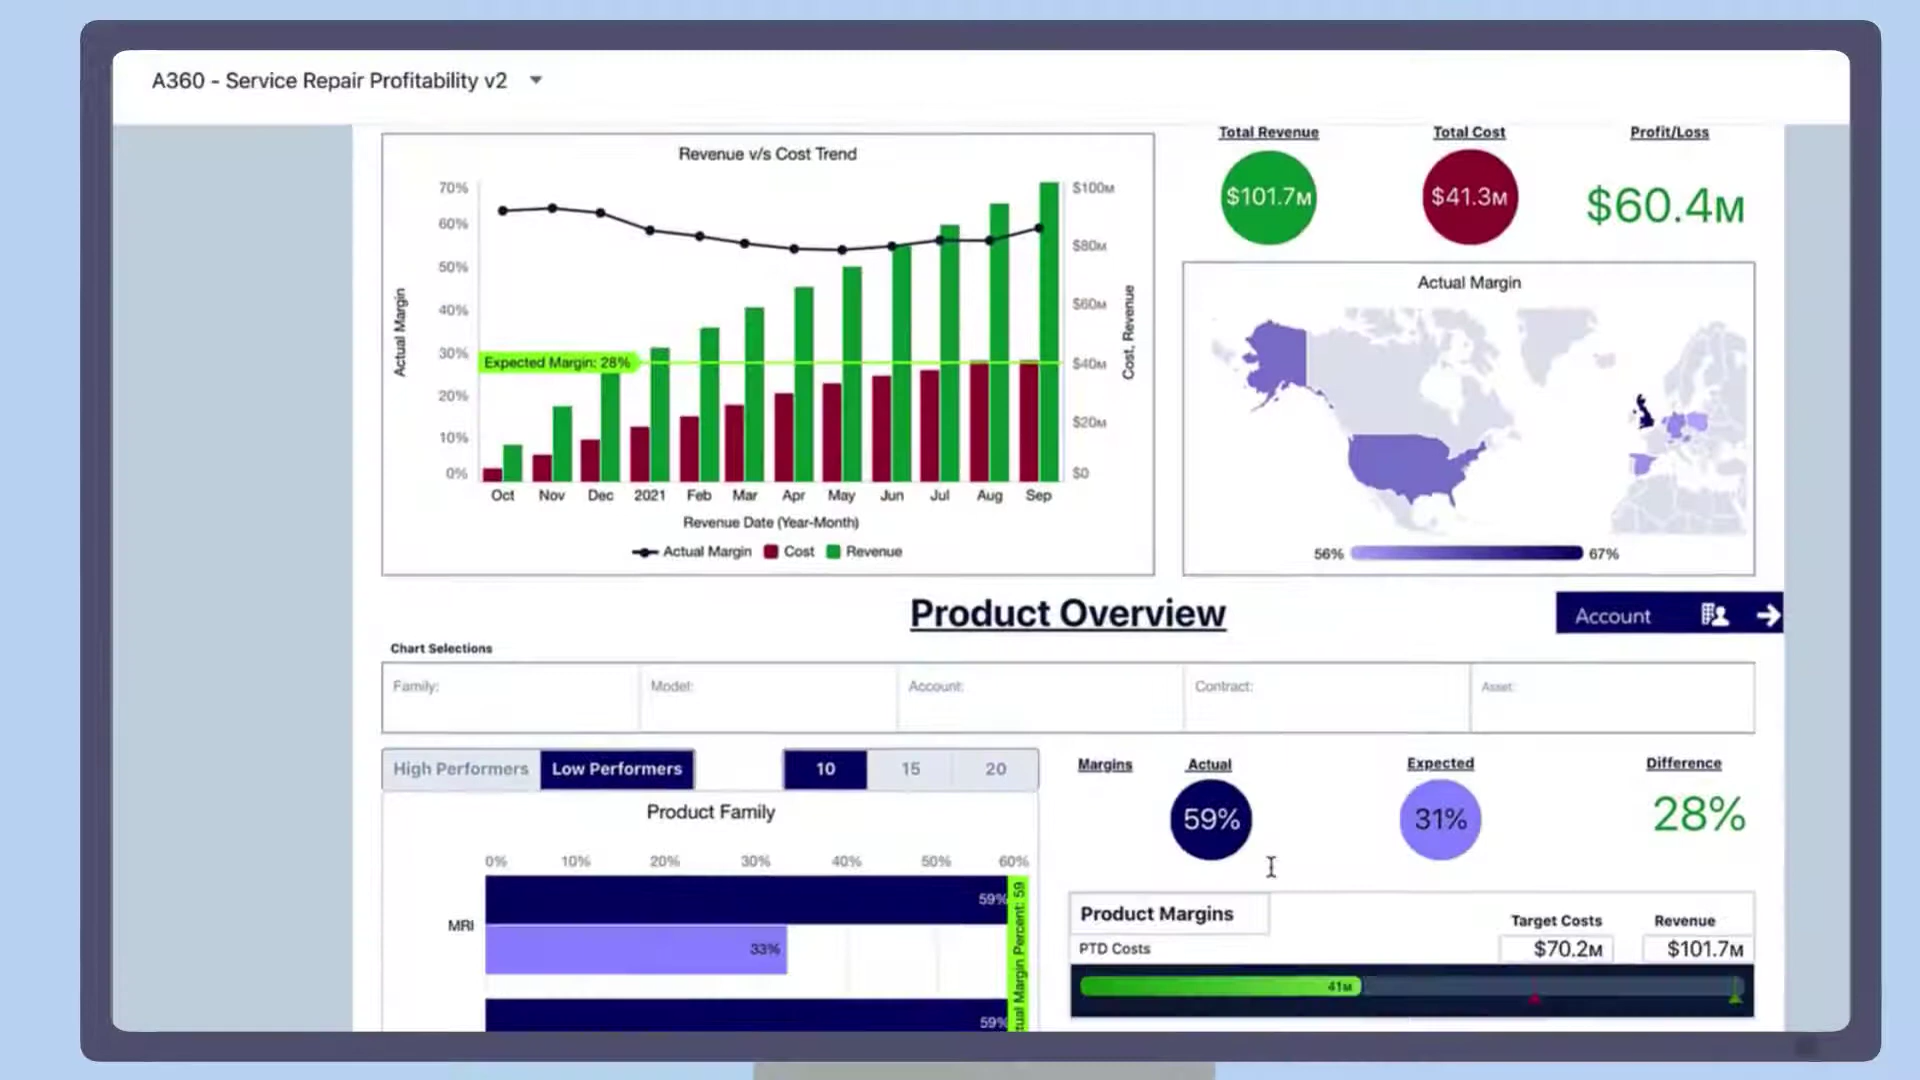 A360 - Service Repair Profitability v2
Revenue v/s Cost Trend
70%
60%
50%
40%
30%
20%
10%
0%
Actual Margin
Expected Margin: 28%
$100M
$80M
$60M
$40M
$20M
$0
Cost, Revenue
Oct Nov Dec 2021 Feb Mar Apr May Jun Jul Aug Sep
Revenue Date (Year-Month)
Actual Margin Cost Revenue
Total Revenue Total Cost Profit/Loss
$101.7M $41.3M $60.4M
Actual Margin
56% 67%
Product Overview
Account
Chart Selections
Family: Model: Account: Contract: Asset:
High Performers Low Performers 10 15 20
Product Family
0% 10% 20% 30% 40% 50% 60%
MRI
59%
33%
59%
tual Margin Percent: 59
Margins Actual Expected Difference
59% 31% 28%
Product Margins
Target Costs Revenue
PTD Costs $70.2M $101.7M
41M